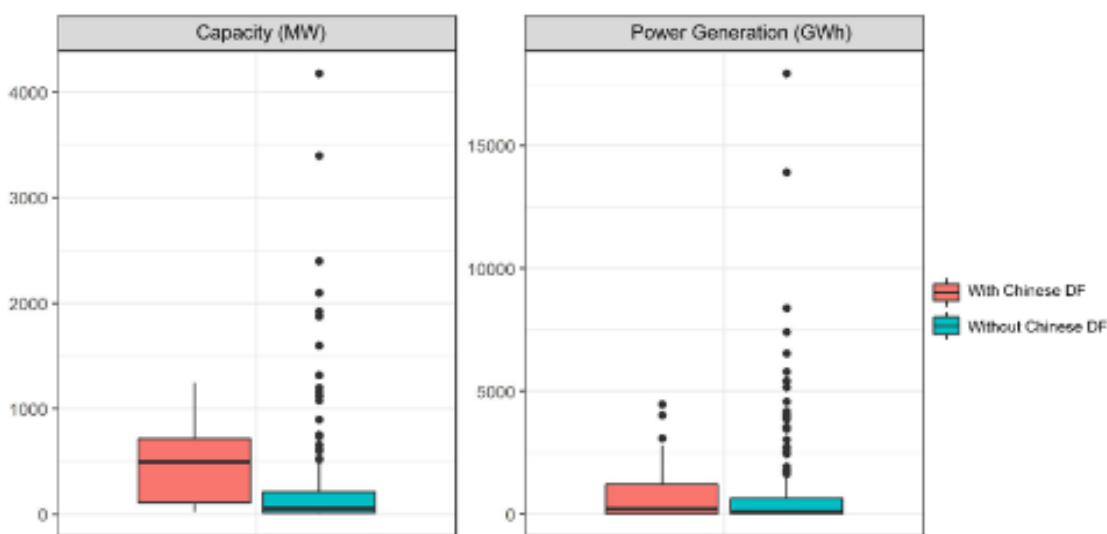 Capacity (MW)
Power Generation (GWh)
4000
3000
2000
1000
0
15000
10000
5000
0
With Chinese DF
Without Chinese DF